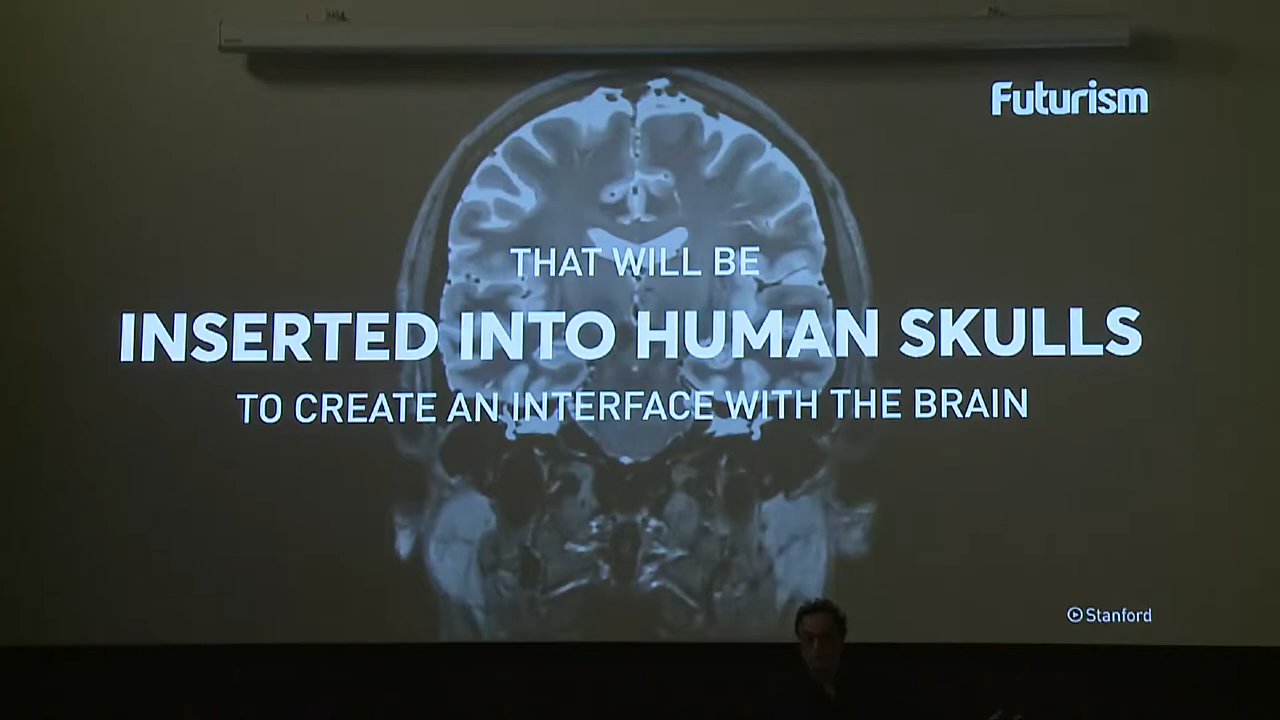 Futurism
THAT WILL BE
INSERTED INTO HUMAN SKULLS
TO CREATE AN INTERFACE WITH THE BRAIN
Stanford